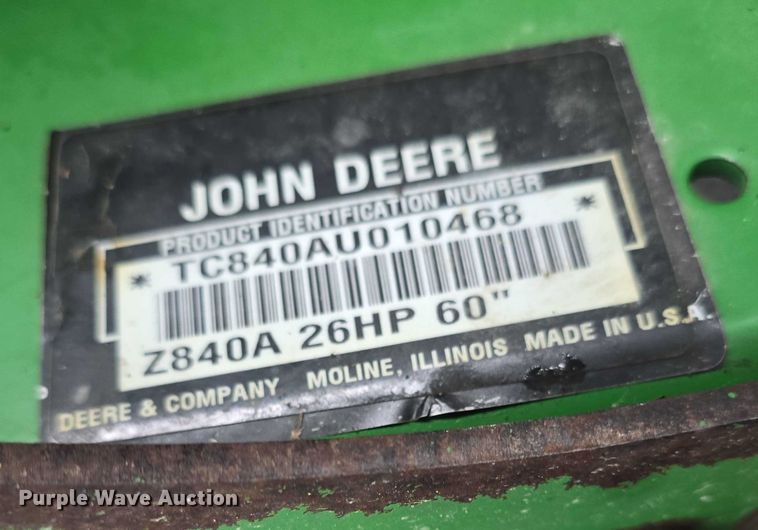 JOHN DEERE
PRODUCT IDENTIFICATION NUMBER
* TC840AU010468 *
Z840A 26HP 60"
DEERE & COMPANY MOLINE, ILLINOIS MADE IN U.S.A.
Purple Wave Auction